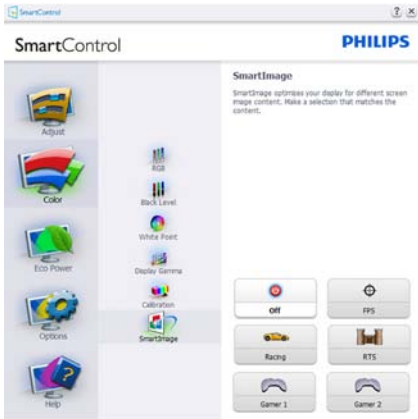 SmartControl
SmartControl
PHILIPS
Adjust
Color
Eco Power
Options
Help
RGB
Black Level
White Point
Display Gamma
Calibration
SmartImage
SmartImage
SmartImage optimizes your display for different screen
image content. Make a selection that matches the
content.
Off
FPS
Racing
RTS
Gamer 1
Gamer 2